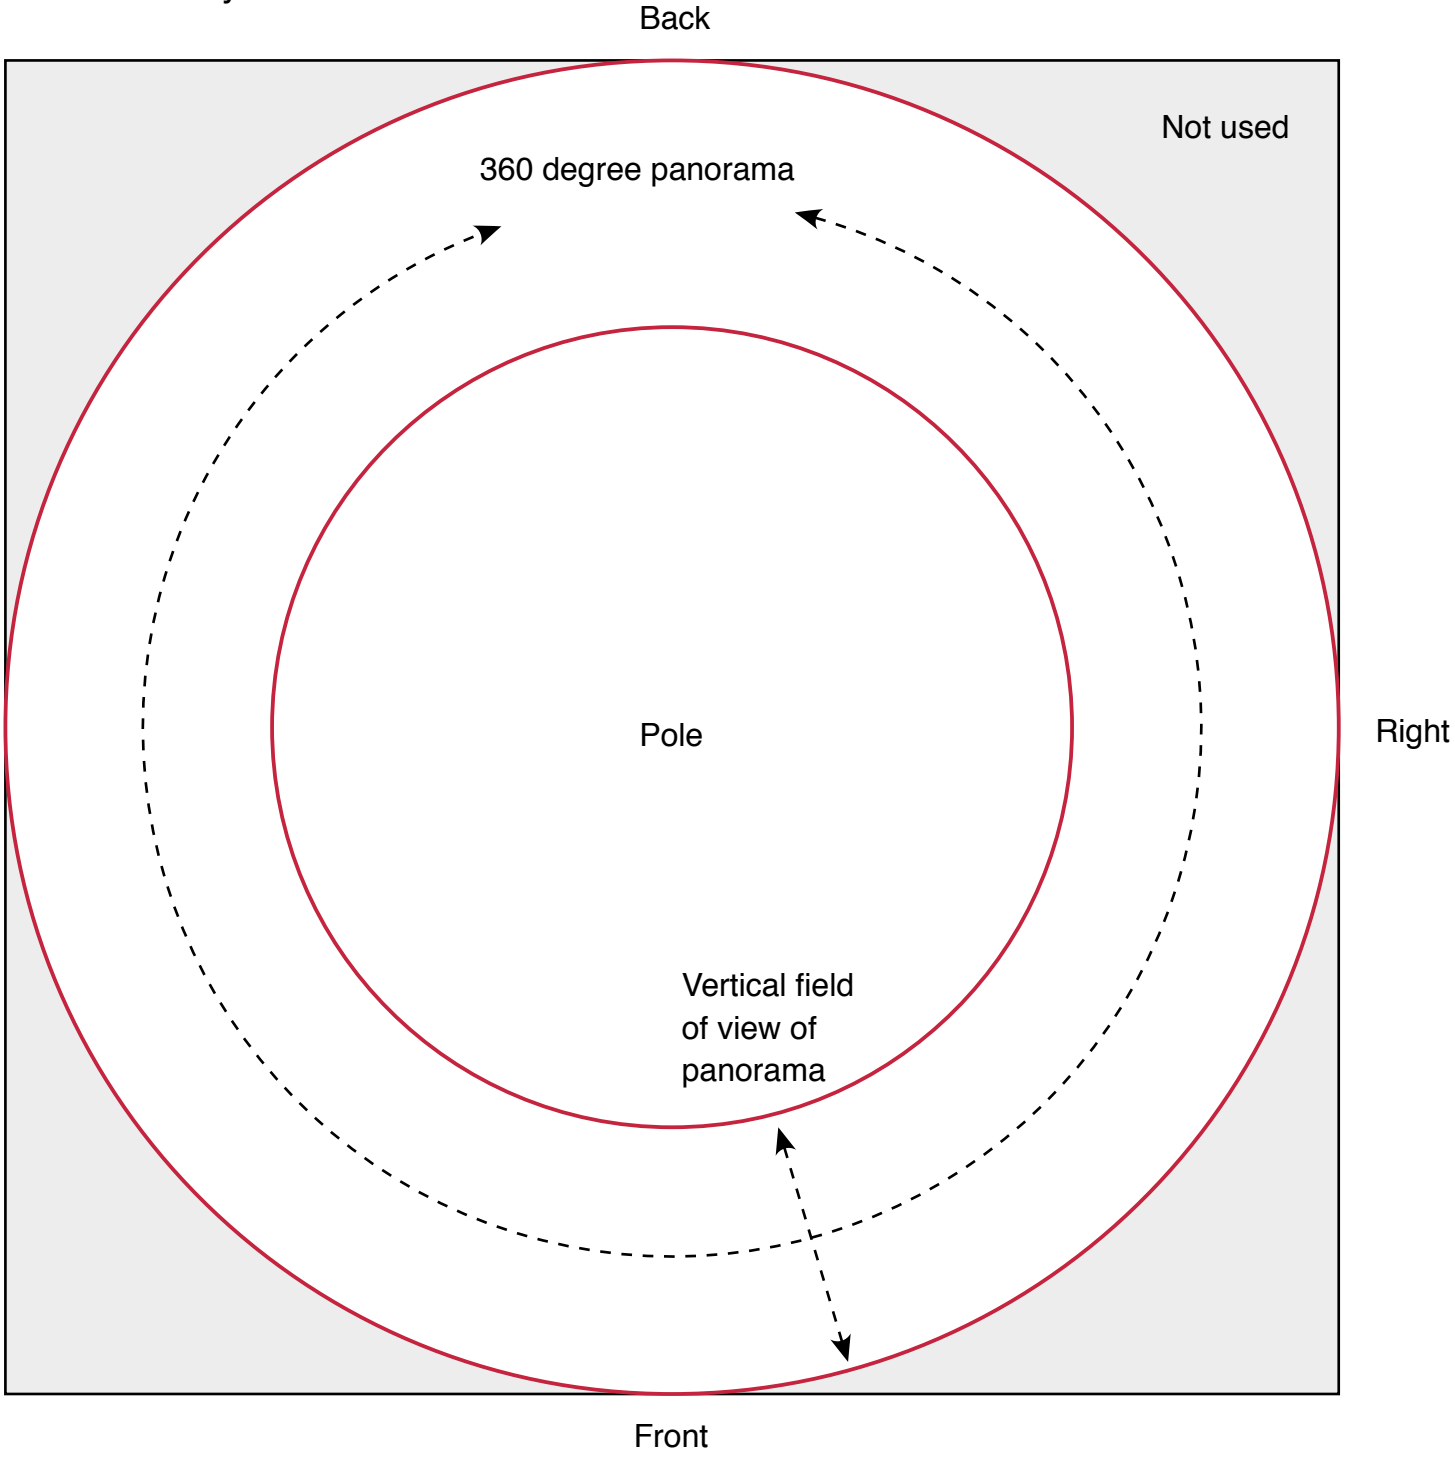 Back
Not used
360 degree panorama
Pole
Right
Vertical field
of view of
panorama
Front